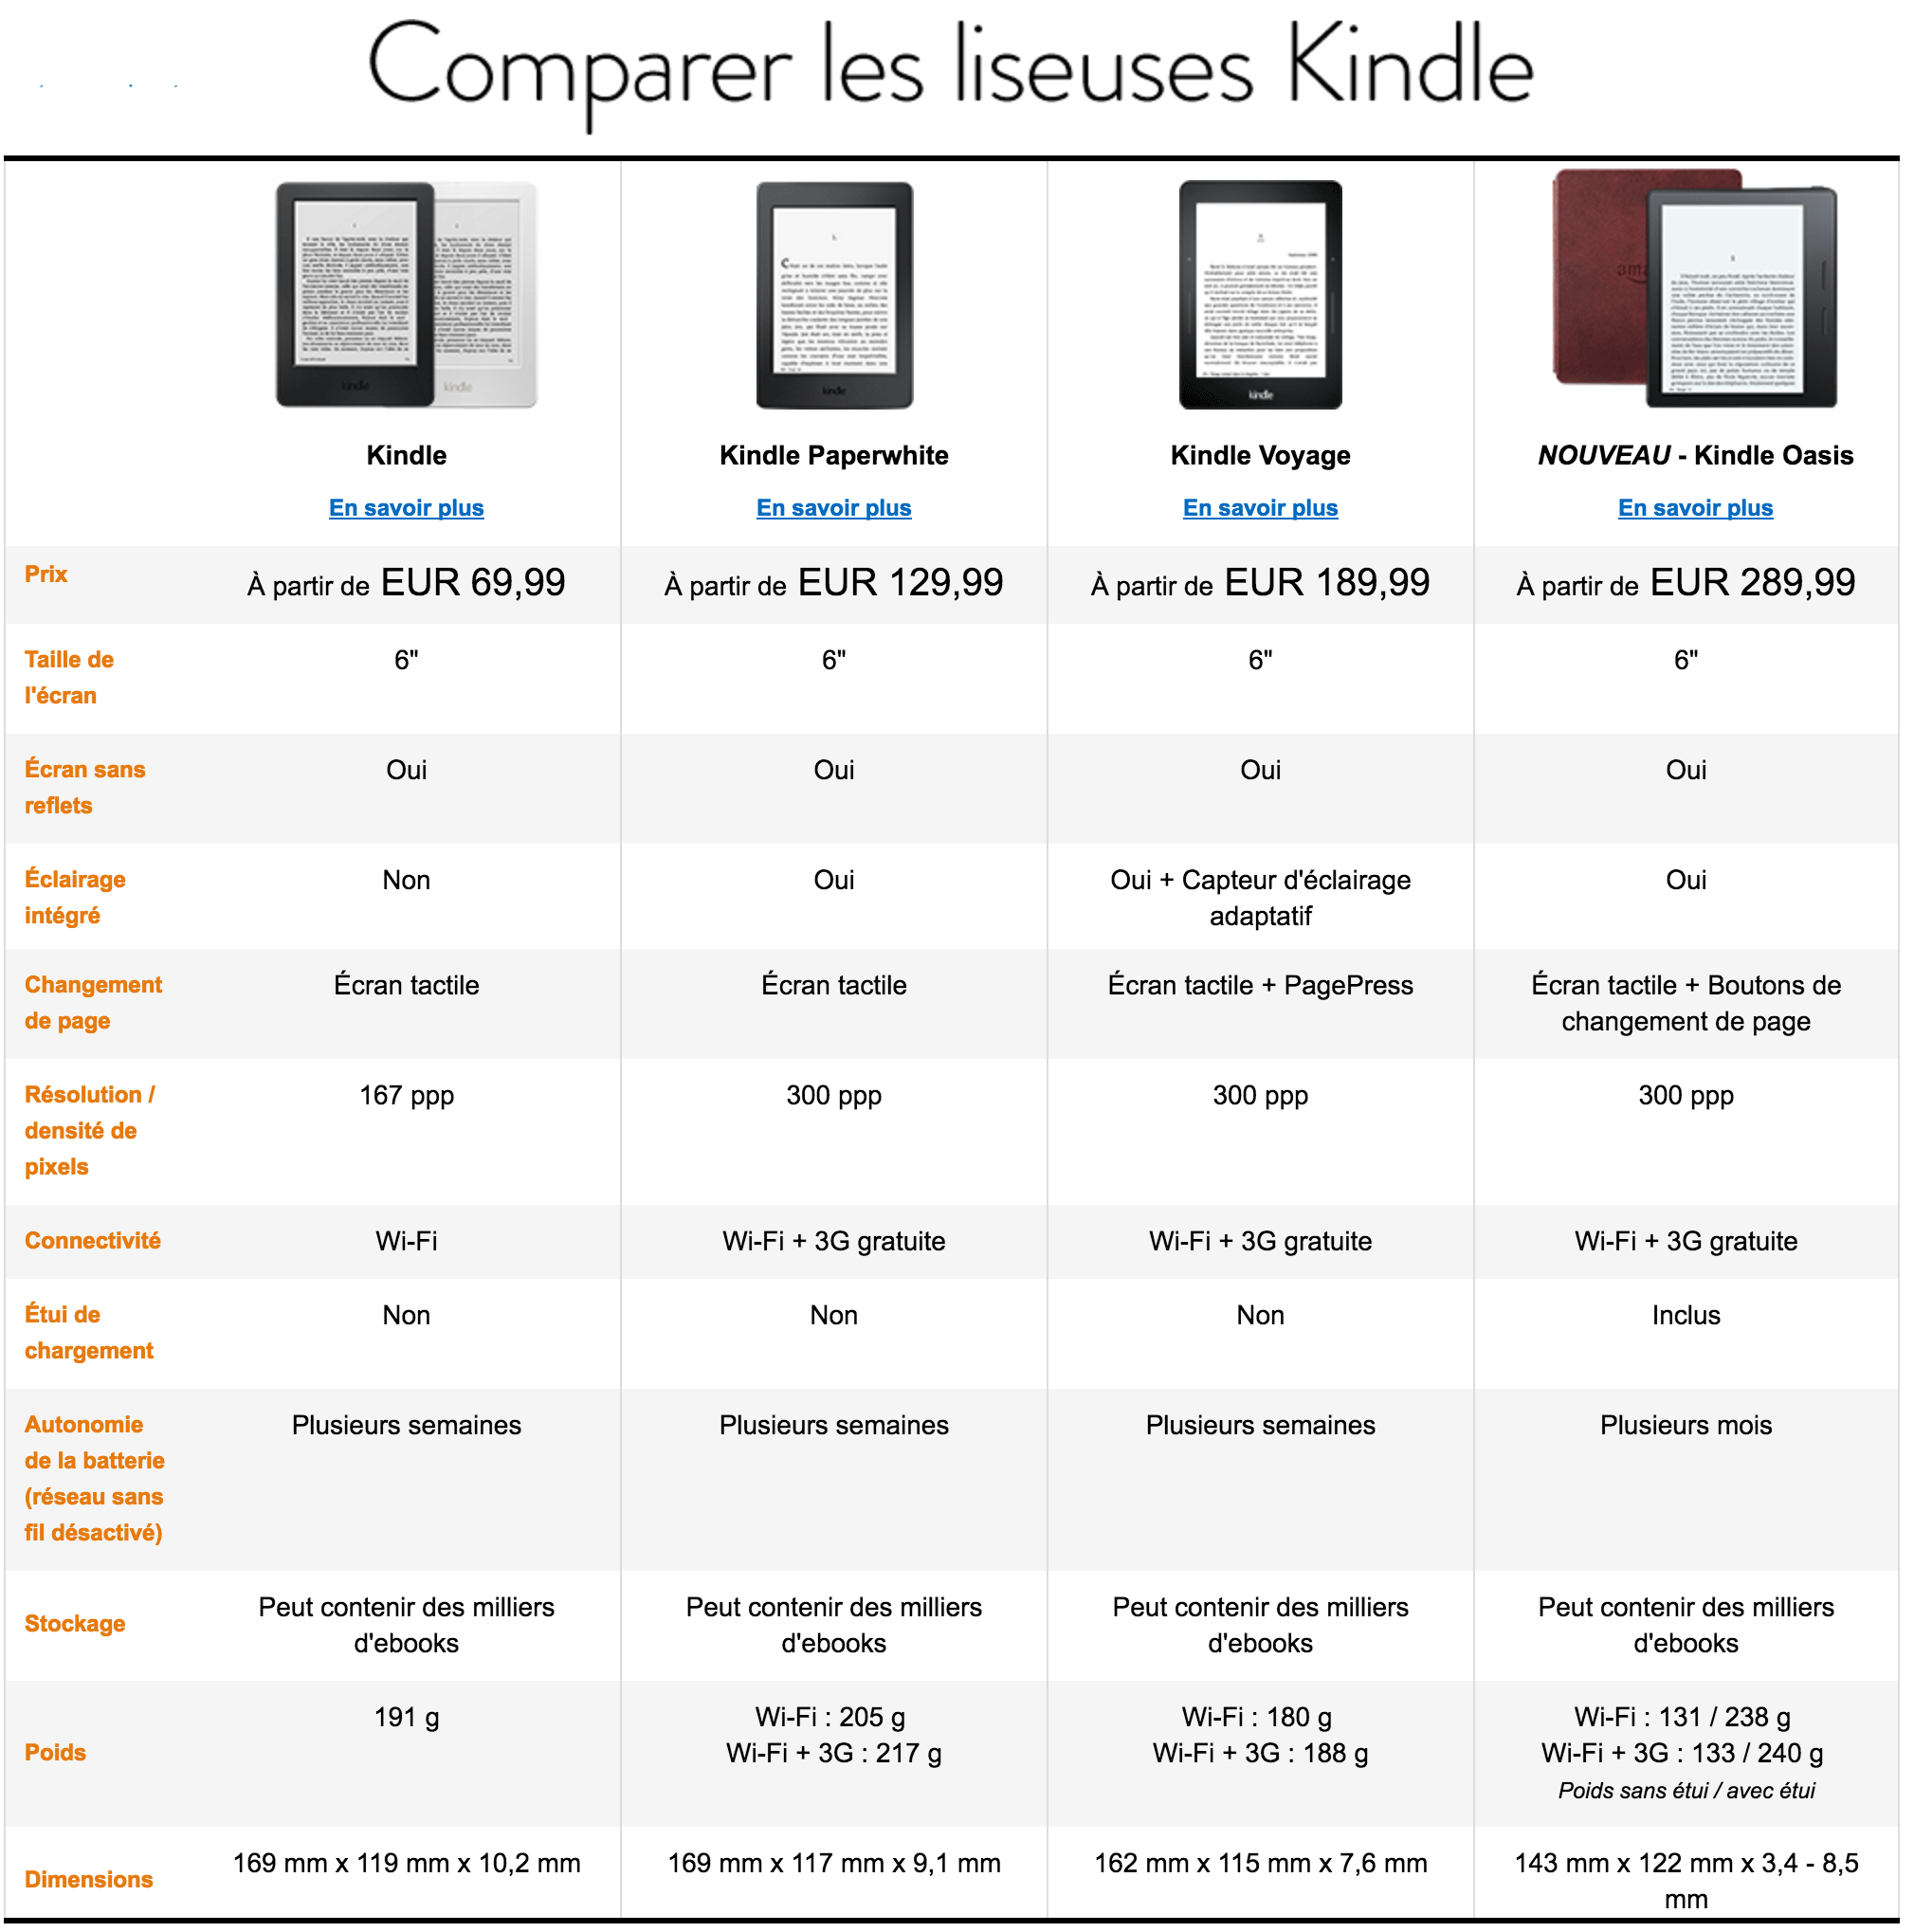 Comparer les liseuses Kindle
kindle
kindle
kindle
kindle
ama
Kindle
Kindle Paperwhite
Kindle Voyage
NOUVEAU - Kindle Oasis
En savoir plus
En savoir plus
En savoir plus
En savoir plus
Prix
À partir de EUR 69,99
À partir de EUR 129,99
À partir de EUR 189,99
À partir de EUR 289,99
Taille de
l'écran
6"
6"
6"
6"
Écran sans
reflets
Oui
Oui
Oui
Oui
Éclairage
intégré
Non
Oui
Oui + Capteur d'éclairage
adaptatif
Oui
Changement
de page
Écran tactile
Écran tactile
Écran tactile + PagePress
Écran tactile + Boutons de
changement de page
Résolution /
densité de
pixels
167 ppp
300 ppp
300 ppp
300 ppp
Connectivité
Wi-Fi
Wi-Fi + 3G gratuite
Wi-Fi + 3G gratuite
Wi-Fi + 3G gratuite
Étui de
chargement
Non
Non
Non
Inclus
Autonomie
de la batterie
(réseau sans
fil désactivé)
Plusieurs semaines
Plusieurs semaines
Plusieurs semaines
Plusieurs mois
Stockage
Peut contenir des milliers
d'ebooks
Peut contenir des milliers
d'ebooks
Peut contenir des milliers
d'ebooks
Peut contenir des milliers
d'ebooks
Poids
191 g
Wi-Fi : 205 g
Wi-Fi + 3G : 217 g
Wi-Fi : 180 g
Wi-Fi + 3G : 188 g
Wi-Fi : 131 / 238 g
Wi-Fi + 3G : 133 / 240 g
Poids sans étui / avec étui
Dimensions
169 mm x 119 mm x 10,2 mm
169 mm x 117 mm x 9,1 mm
162 mm x 115 mm x 7,6 mm
143 mm x 122 mm x 3,4 - 8,5
mm